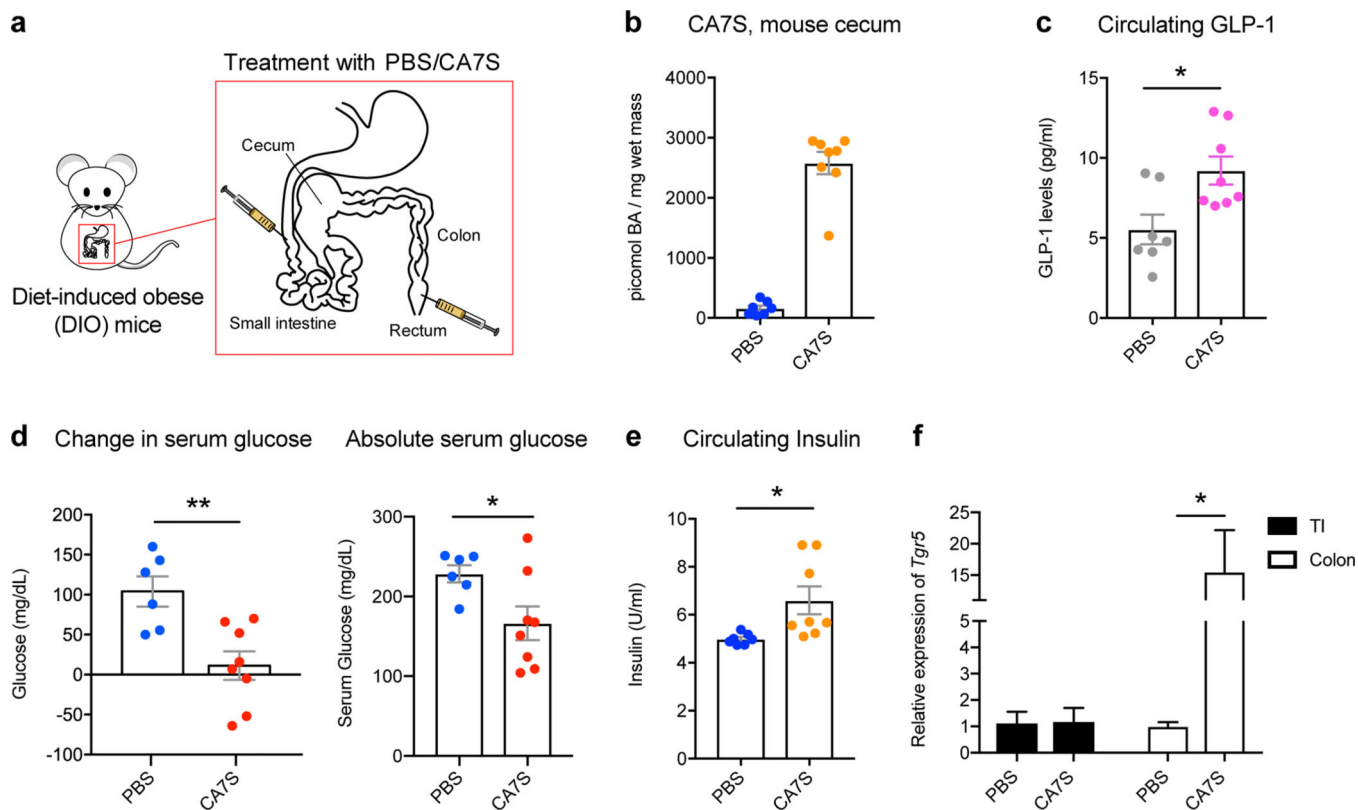 a
Treatment with PBS/CA7S
Cecum
Colon
Small intestine
Rectum
Diet-induced obese
(DIO) mice
b
CA7S, mouse cecum
picomol BA / mg wet mass
4000
3000
2000
1000
0
PBS
CA7S
c
Circulating GLP-1
GLP-1 levels (pg/ml)
15
10
5
0
*
PBS
CA7S
d
Change in serum glucose
Glucose (mg/dL)
200
150
100
50
0
-50
-100
**
PBS
CA7S
Absolute serum glucose
Serum Glucose (mg/dL)
300
200
100
0
*
PBS
CA7S
e
Circulating Insulin
Insulin (U/ml)
10
8
6
4
2
0
*
PBS
CA7S
f
Relative expression of Tgr5
25
20
15
5
4
3
2
1
0
*
PBS
CA7S
PBS
CA7S
TI
Colon